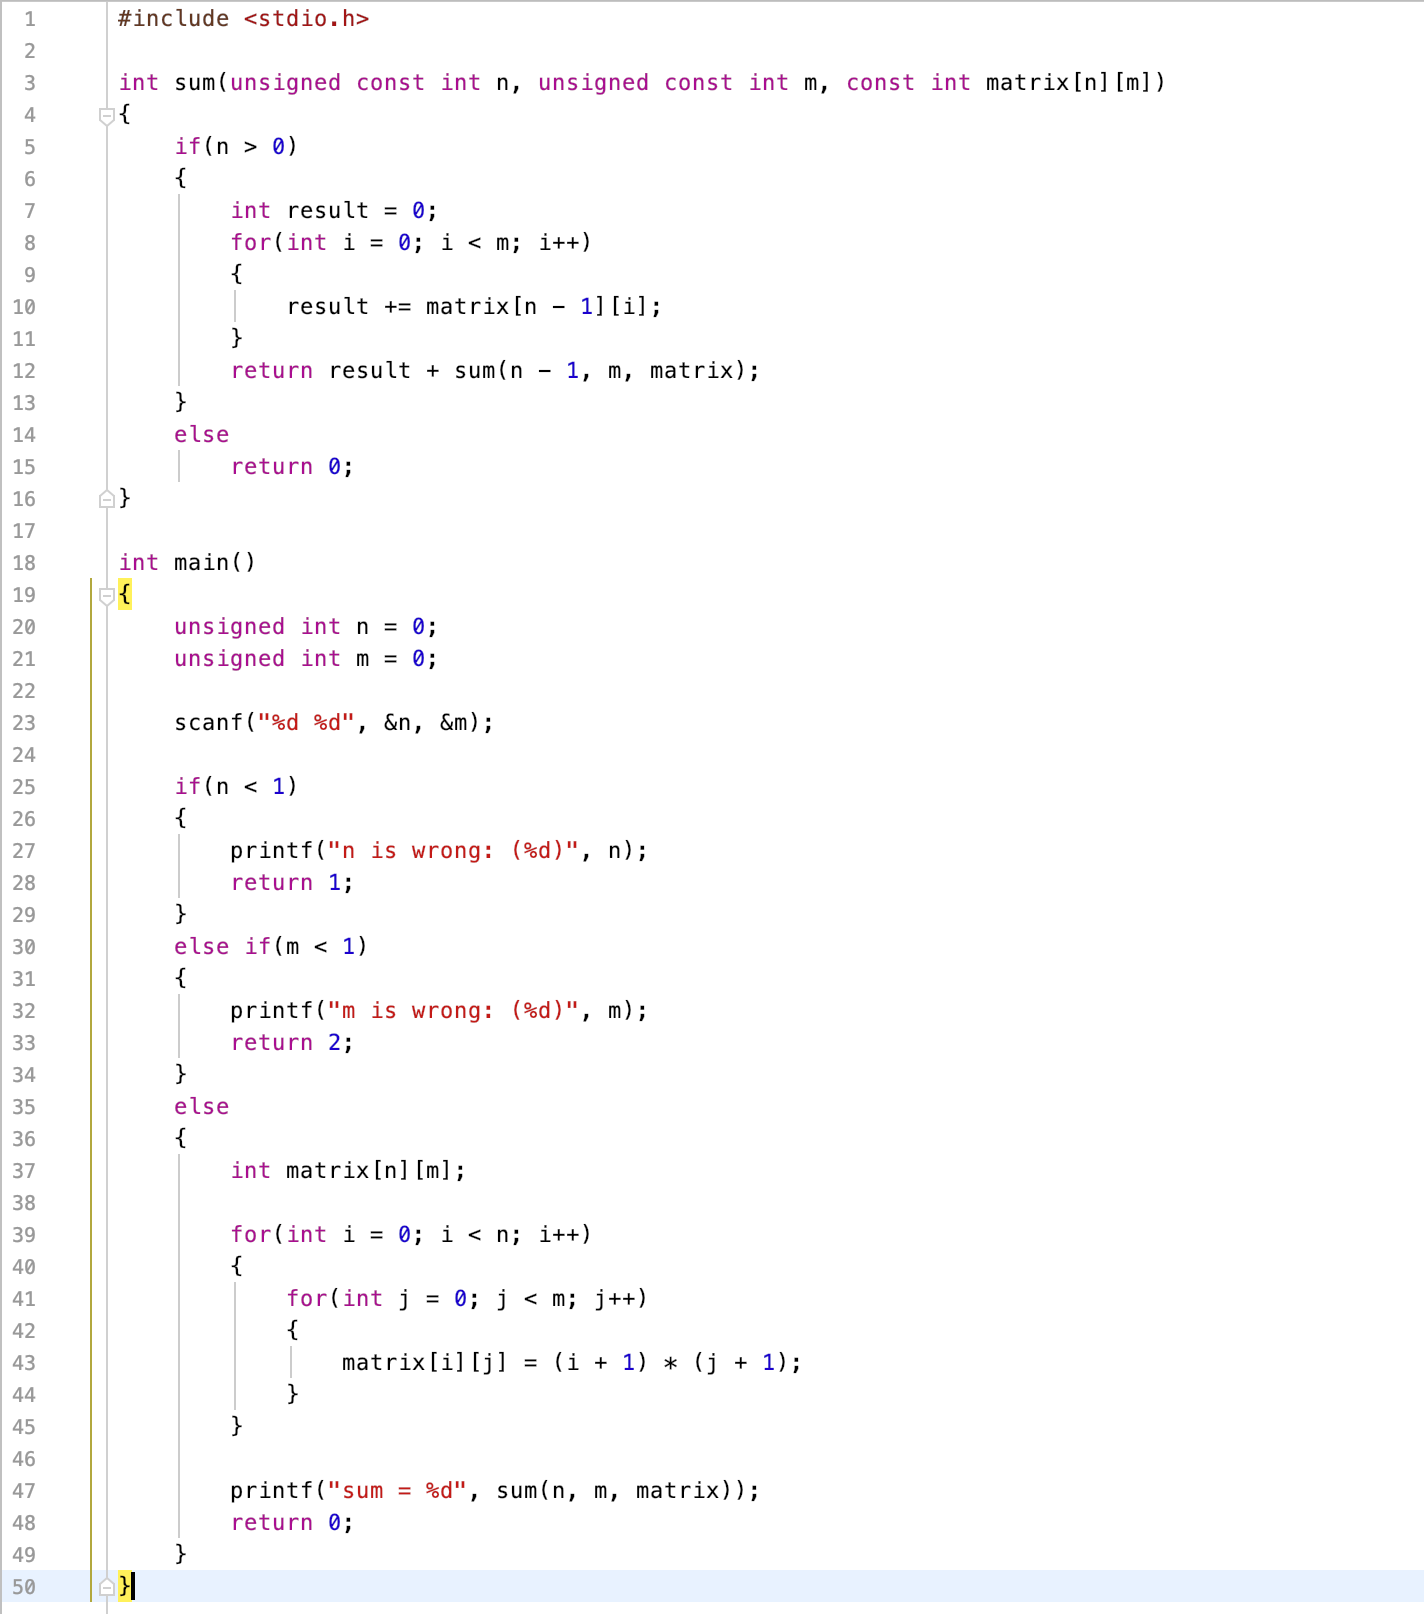 1 #include <stdio.h>
2
3 int sum(unsigned const int n, unsigned const int m, const int matrix[n][m])
4 {
5     if(n > 0)
6     {
7         int result = 0;
8         for(int i = 0; i < m; i++)
9         {
10             result += matrix[n - 1][i];
11         }
12         return result + sum(n - 1, m, matrix);
13     }
14     else
15         return 0;
16 }
17
18 int main()
19 {
20     unsigned int n = 0;
21     unsigned int m = 0;
22
23     scanf("%d %d", &n, &m);
24
25     if(n < 1)
26     {
27         printf("n is wrong: (%d)", n);
28         return 1;
29     }
30     else if(m < 1)
31     {
32         printf("m is wrong: (%d)", m);
33         return 2;
34     }
35     else
36     {
37         int matrix[n][m];
38
39         for(int i = 0; i < n; i++)
40         {
41             for(int j = 0; j < m; j++)
42             {
43                 matrix[i][j] = (i + 1) * (j + 1);
44             }
45         }
46
47         printf("sum = %d", sum(n, m, matrix));
48         return 0;
49     }
50 }